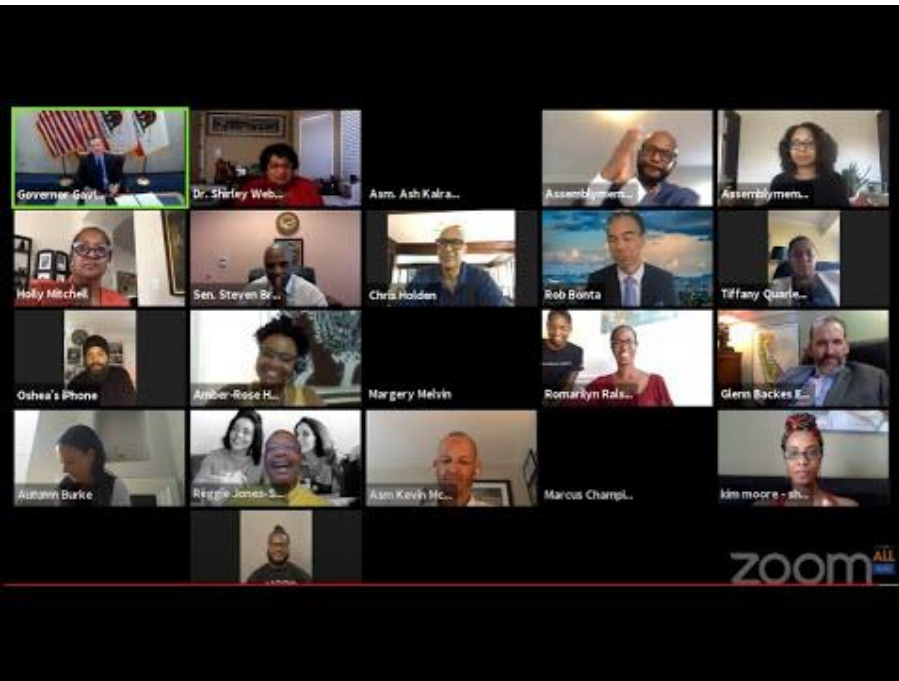 Governor Gavi...
Dr. Shirley Web...
Asm. Ash Kalra...
Assemblymem...
Assemblymem...
Holly Mitchell
Sen. Steven Br...
Chris Holden
Rob Bonta
Tiffany Quarle...
Oshea's iPhone
Amber-Rose H...
Margery Melvin
Romarilyn Rals...
Glenn Backes E...
Autumn Burke
Reggie Jones-S...
Asm Kevin Mc...
Marcus Champi...
kim moore - sh...
zoom
ALL